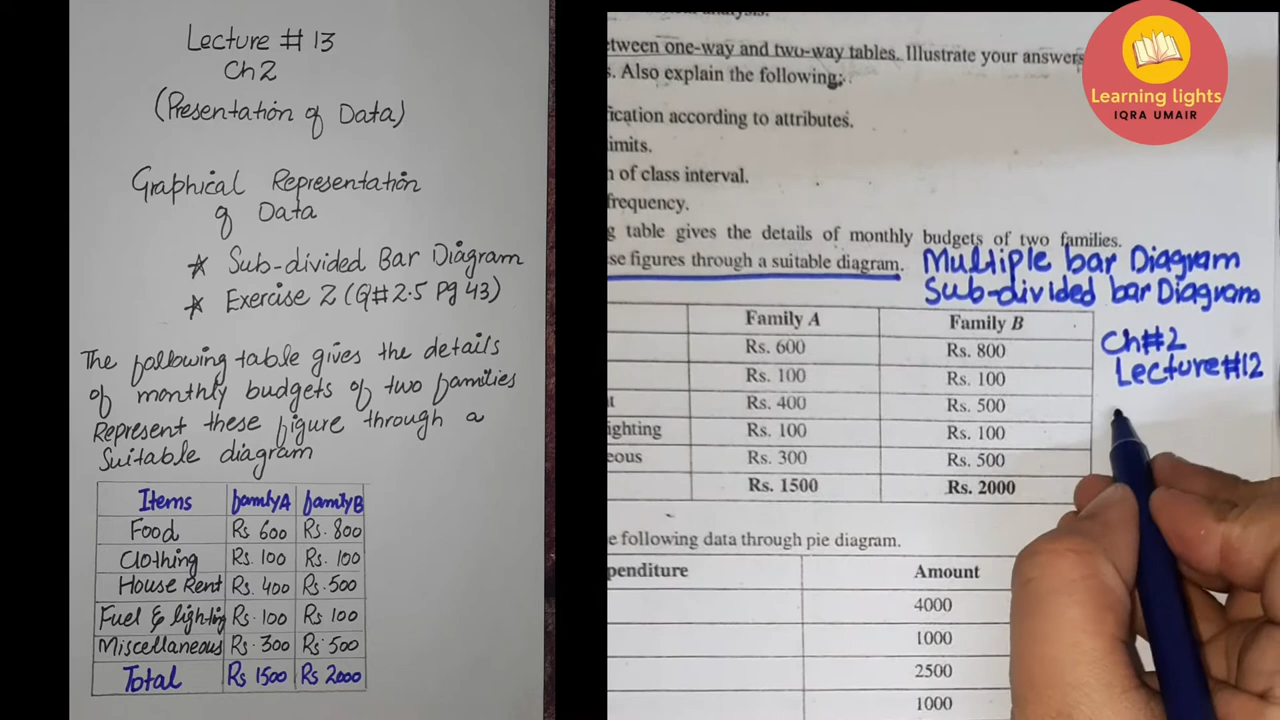 Lecture # 13
Ch 2
(Presentation of Data)
Graphical Representation
of Data
* Sub-divided Bar Diagram
* Exercise 2 (Q#2.5 Pg 43)
The following table gives the details
of monthly budgets of two families
Represent these figure through a
Suitable diagram
Items familyA familyB
Food Rs 600 Rs. 800
Clothing Rs. 100 Rs. 100
House Rent Rs. 400 Rs. 500
Fuel & lighting Rs. 100 Rs 100
Miscellaneous Rs. 300 Rs 500
Total Rs 1500 Rs 2000
tween one-way and two-way tables. Illustrate your answers
s. Also explain the following:
ication according to attributes.
imits.
n of class interval.
frequency.
g table gives the details of monthly budgets of two families.
se figures through a suitable diagram. Multiple bar Diagram
Sub-divided bar Diagram
Family A Family B
Rs. 600 Rs. 800
Rs. 100 Rs. 100
t Rs. 400 Rs. 500
ighting Rs. 100 Rs. 100
eous Rs. 300 Rs. 500
Rs. 1500 Rs. 2000
Ch#2
Lecture#12
e following data through pie diagram.
penditure Amount
4000
1000
2500
1000
Learning lights
IQRA UMAIR